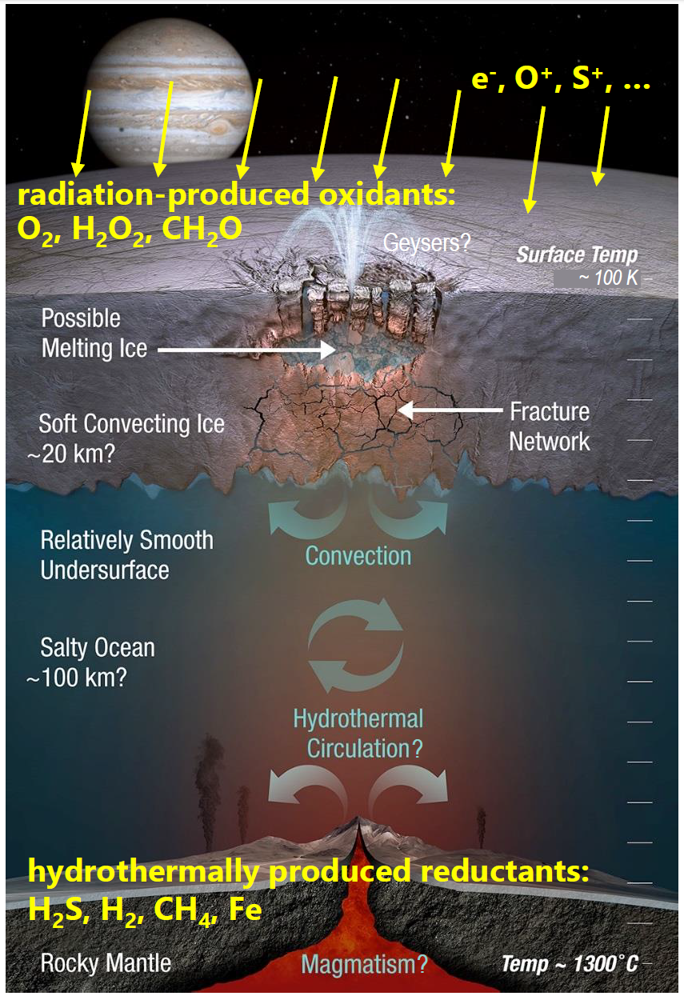 e⁻, O⁺, S⁺, ...
radiation-produced oxidants:
O₂, H₂O₂, CH₂O
Geysers?
Surface Temp
~ 100 K
Possible
Melting Ice
Soft Convecting Ice
~20 km?
Fracture
Network
Relatively Smooth
Undersurface
Convection
Salty Ocean
~100 km?
Hydrothermal
Circulation?
hydrothermally produced reductants:
H₂S, H₂, CH₄, Fe
Rocky Mantle
Magmatism?
Temp ~ 1300°C